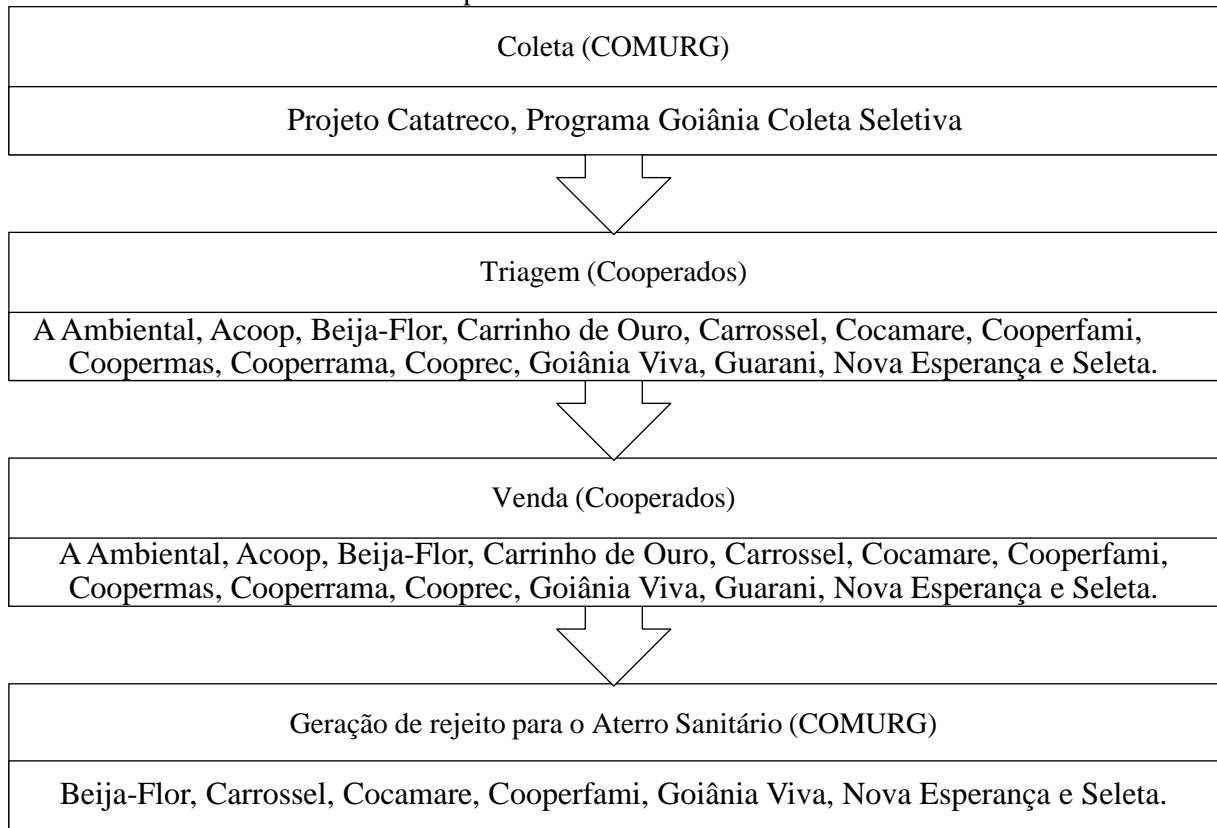 Coleta (COMURG)
Projeto Catatreco, Programa Goiânia Coleta Seletiva
Triagem (Cooperados)
A Ambiental, Acoop, Beija-Flor, Carrinho de Ouro, Carrossel, Cocamare, Cooperfami,
Coopermas, Cooperrama, Cooprec, Goiânia Viva, Guarani, Nova Esperança e Seleta.
Venda (Cooperados)
A Ambiental, Acoop, Beija-Flor, Carrinho de Ouro, Carrossel, Cocamare, Cooperfami,
Coopermas, Cooperrama, Cooprec, Goiânia Viva, Guarani, Nova Esperança e Seleta.
Geração de rejeito para o Aterro Sanitário (COMURG)
Beija-Flor, Carrossel, Cocamare, Cooperfami, Goiânia Viva, Nova Esperança e Seleta.